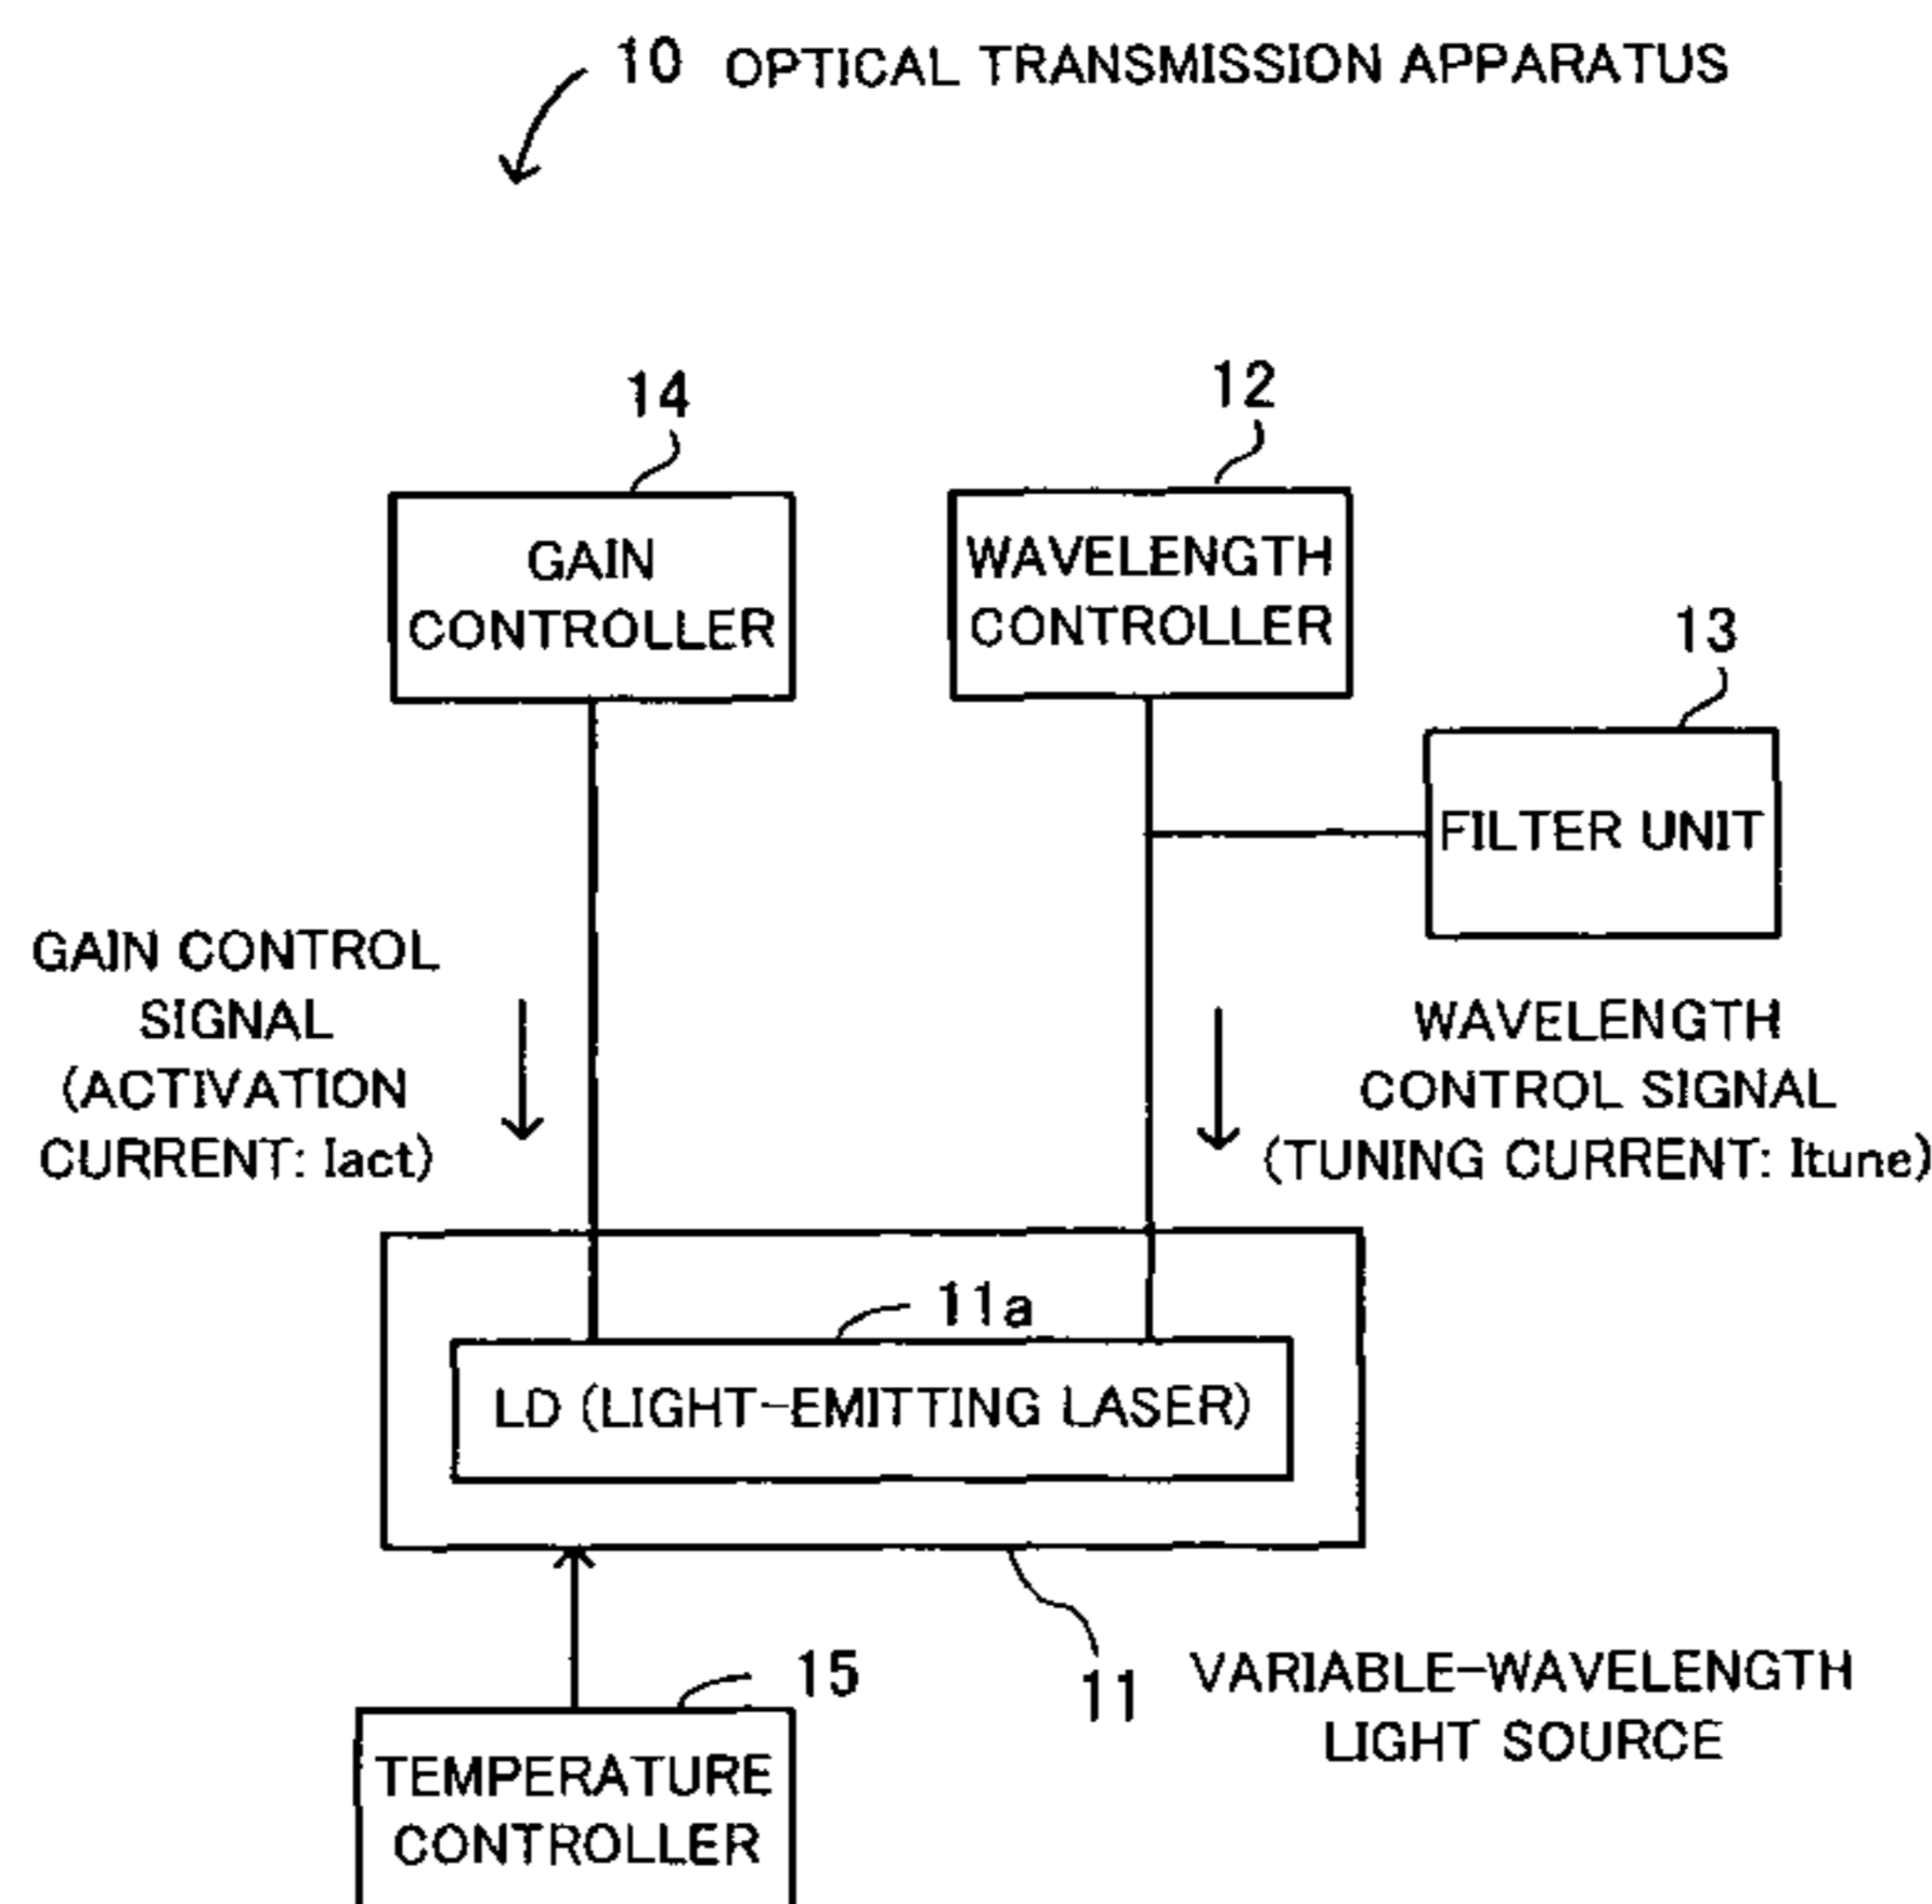 10 OPTICAL TRANSMISSION APPARATUS
14
12
GAIN
CONTROLLER
WAVELENGTH
CONTROLLER
13
FILTER UNIT
GAIN CONTROL
SIGNAL
(ACTIVATION
CURRENT: Iact)
WAVELENGTH
CONTROL SIGNAL
(TUNING CURRENT: Itune)
11a
LD (LIGHT-EMITTING LASER)
15
11
VARIABLE-WAVELENGTH
LIGHT SOURCE
TEMPERATURE
CONTROLLER